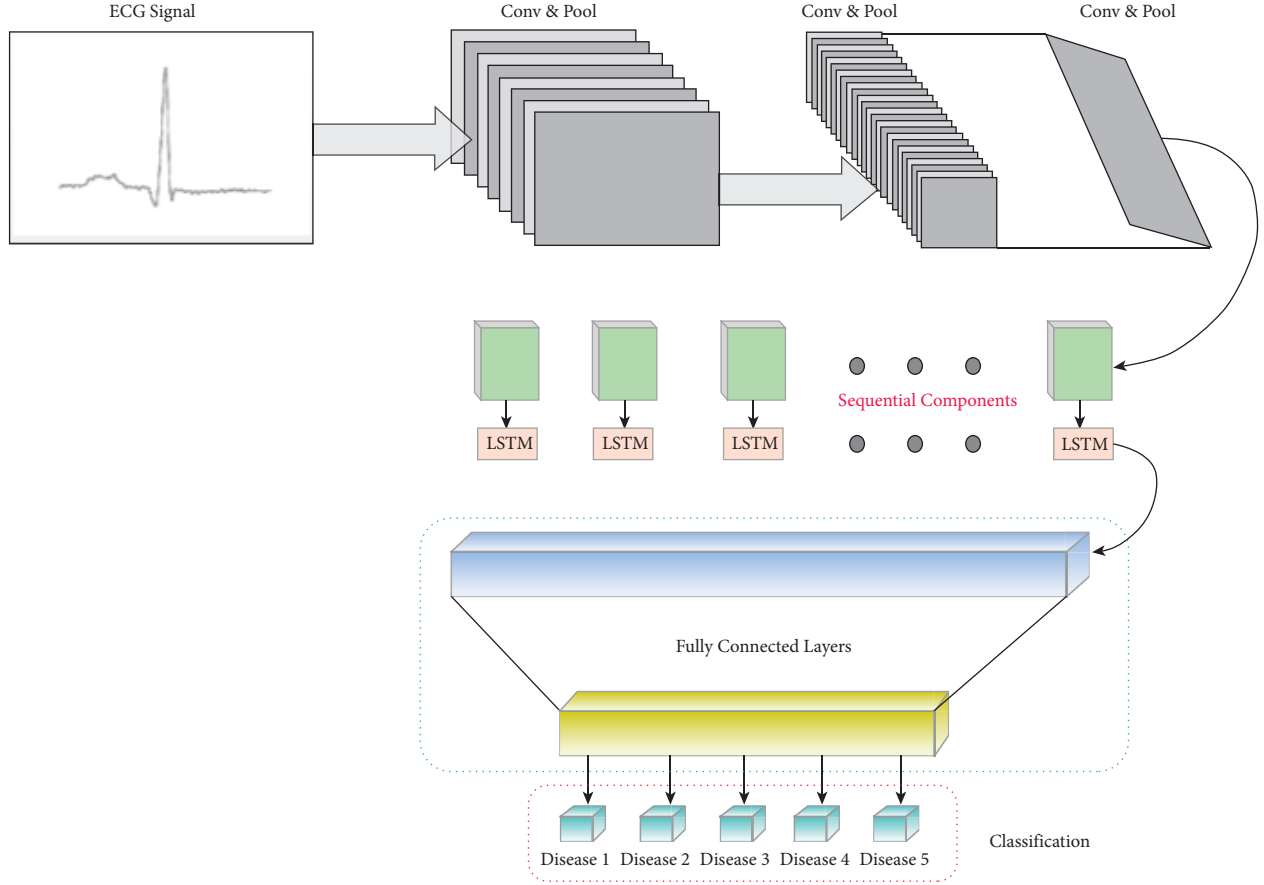 ECG Signal
Conv & Pool
Conv & Pool
Conv & Pool
Sequential Components
LSTM
LSTM
LSTM
LSTM
Fully Connected Layers
Disease 1
Disease 2
Disease 3
Disease 4
Disease 5
Classification